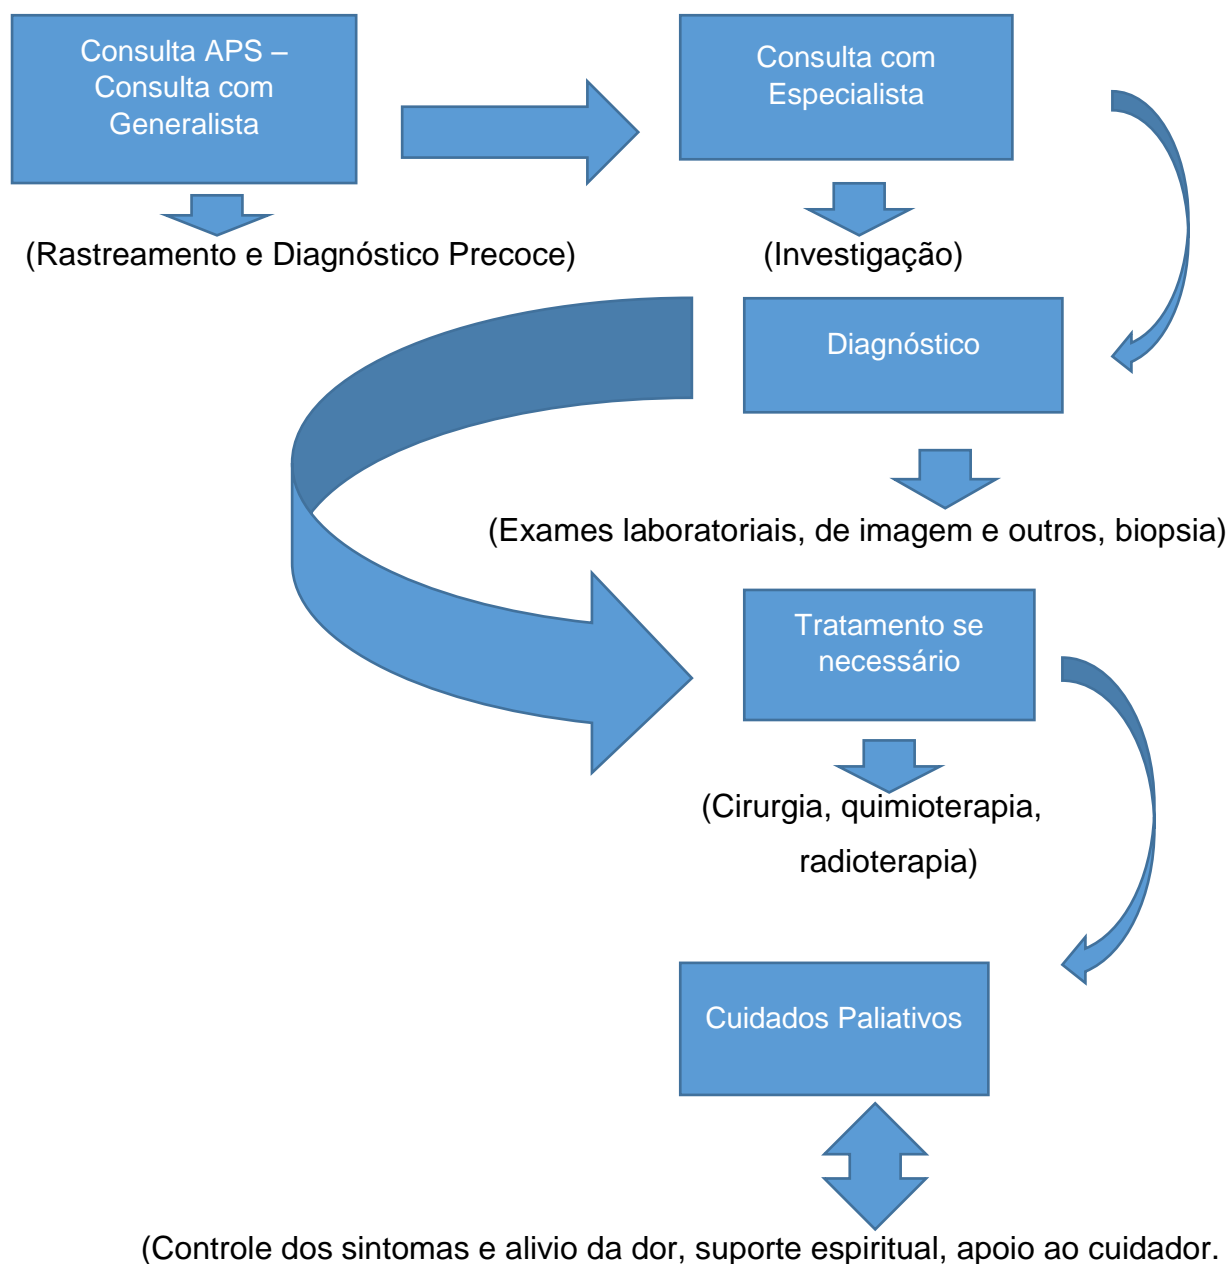 Consulta APS –
Consulta com
Generalista
Consulta com
Especialista
(Rastreamento e Diagnóstico Precoce)
(Investigação)
Diagnóstico
(Exames laboratoriais, de imagem e outros, biopsia)
Tratamento se
necessário
(Cirurgia, quimioterapia,
radioterapia)
Cuidados Paliativos
(Controle dos sintomas e alivio da dor, suporte espiritual, apoio ao cuidador.